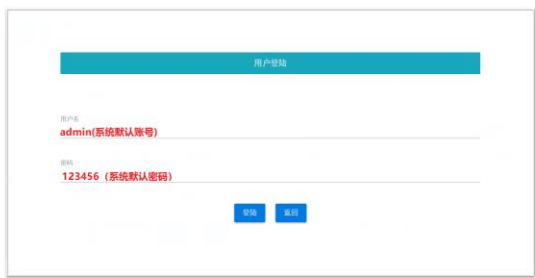 用户登陆
用户名
admin(系统默认账号)
密码
123456（系统默认密码）
登陆 返回